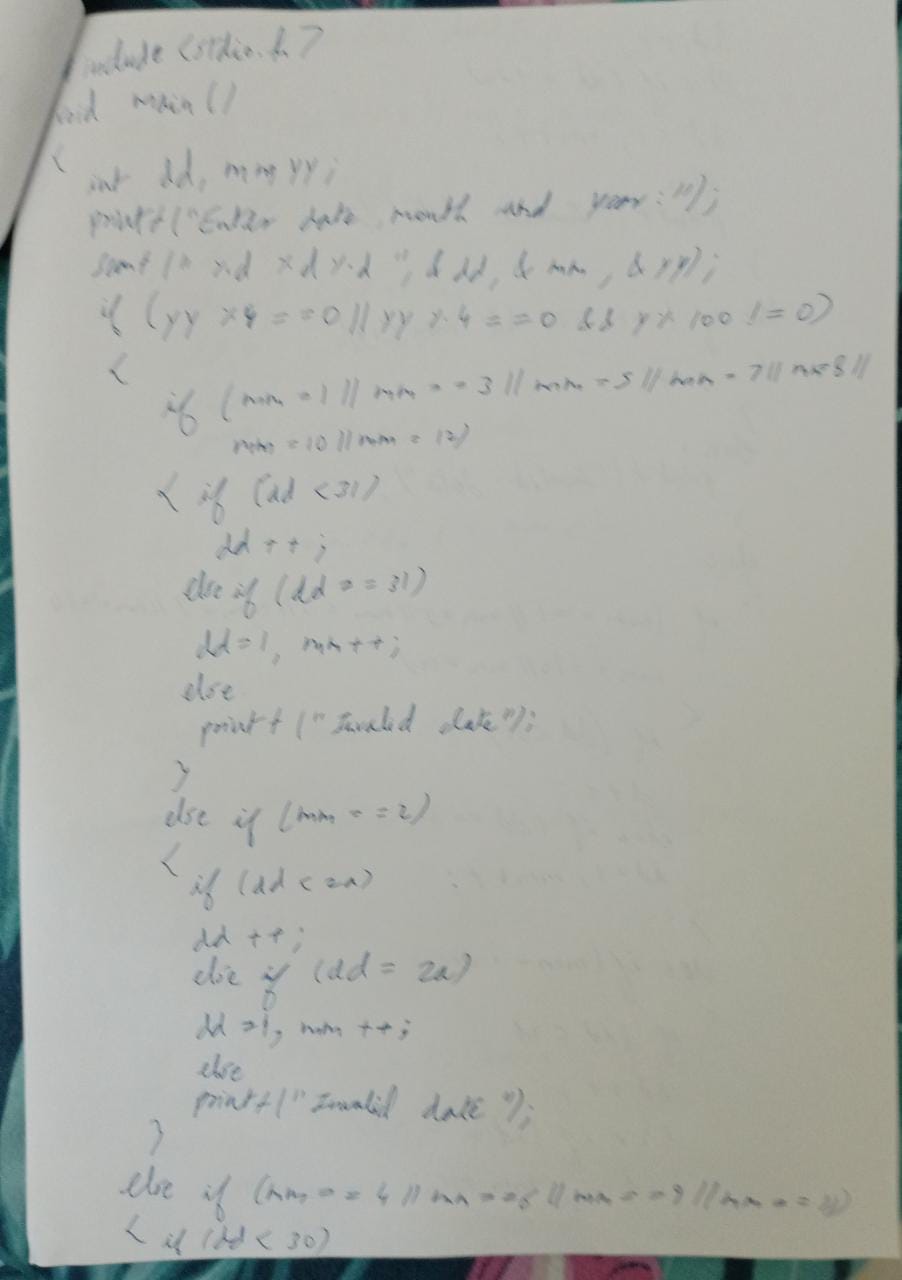 include <stdio.h>
void main()
{
int dd, mm, yy;
printf("Enter date month and year:");
scanf("%d %d %d", &dd, &mm, &yy);
if (yy %4 ==0 || yy %4 ==0 && y% 100 !=0)
{
if (mm =1 || mm ==3 || mm =5 || mm =7 || m=8 ||
mm =10 || mm = 12)
{ if (dd <31)
dd ++;
else if (dd == 31)
dd=1, mm++;
else
printf ("Invalid date");
}
else if (mm ==2)
{
if (dd < 29)
dd ++;
else if (dd = 29)
dd =1, mm ++;
else
printf("Invalid date");
}
else if (mm == 4 || mm ==6 || mm ==9 || mm == 11)
{ if (dd < 30)